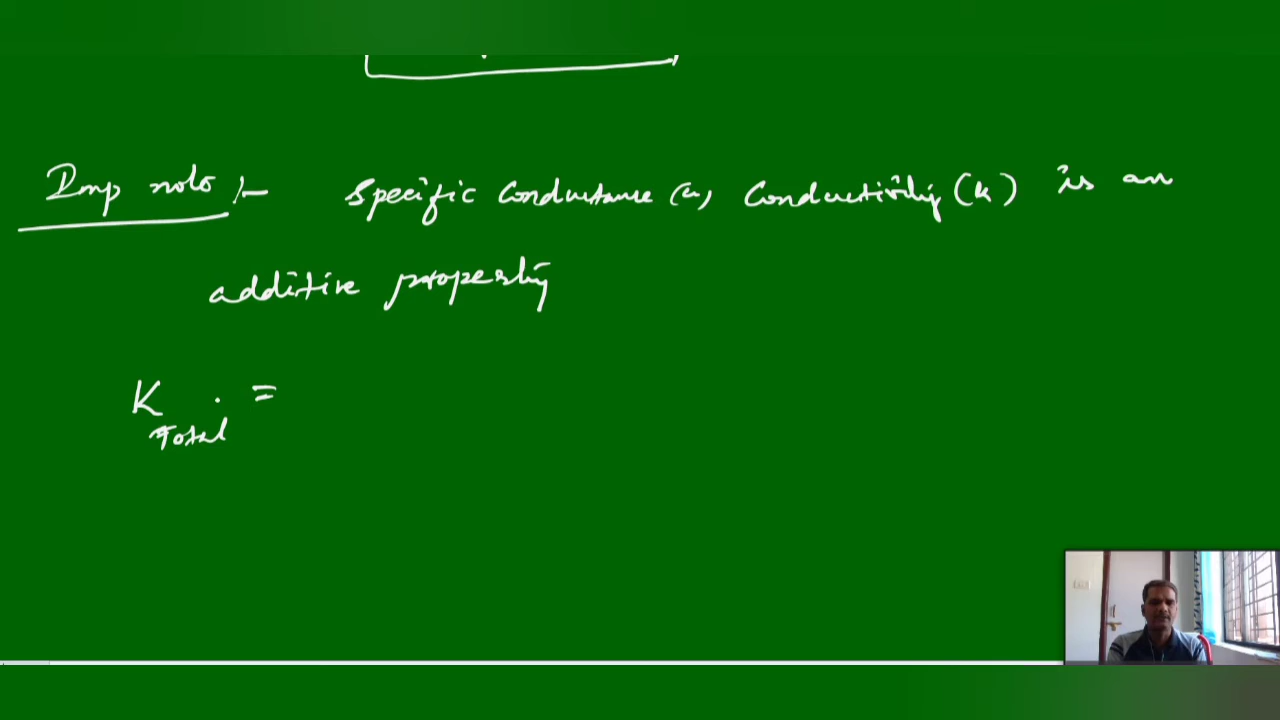 Imp note :-  Specific Conductance (or) Conductivity (K) is an
additive property
K Total =